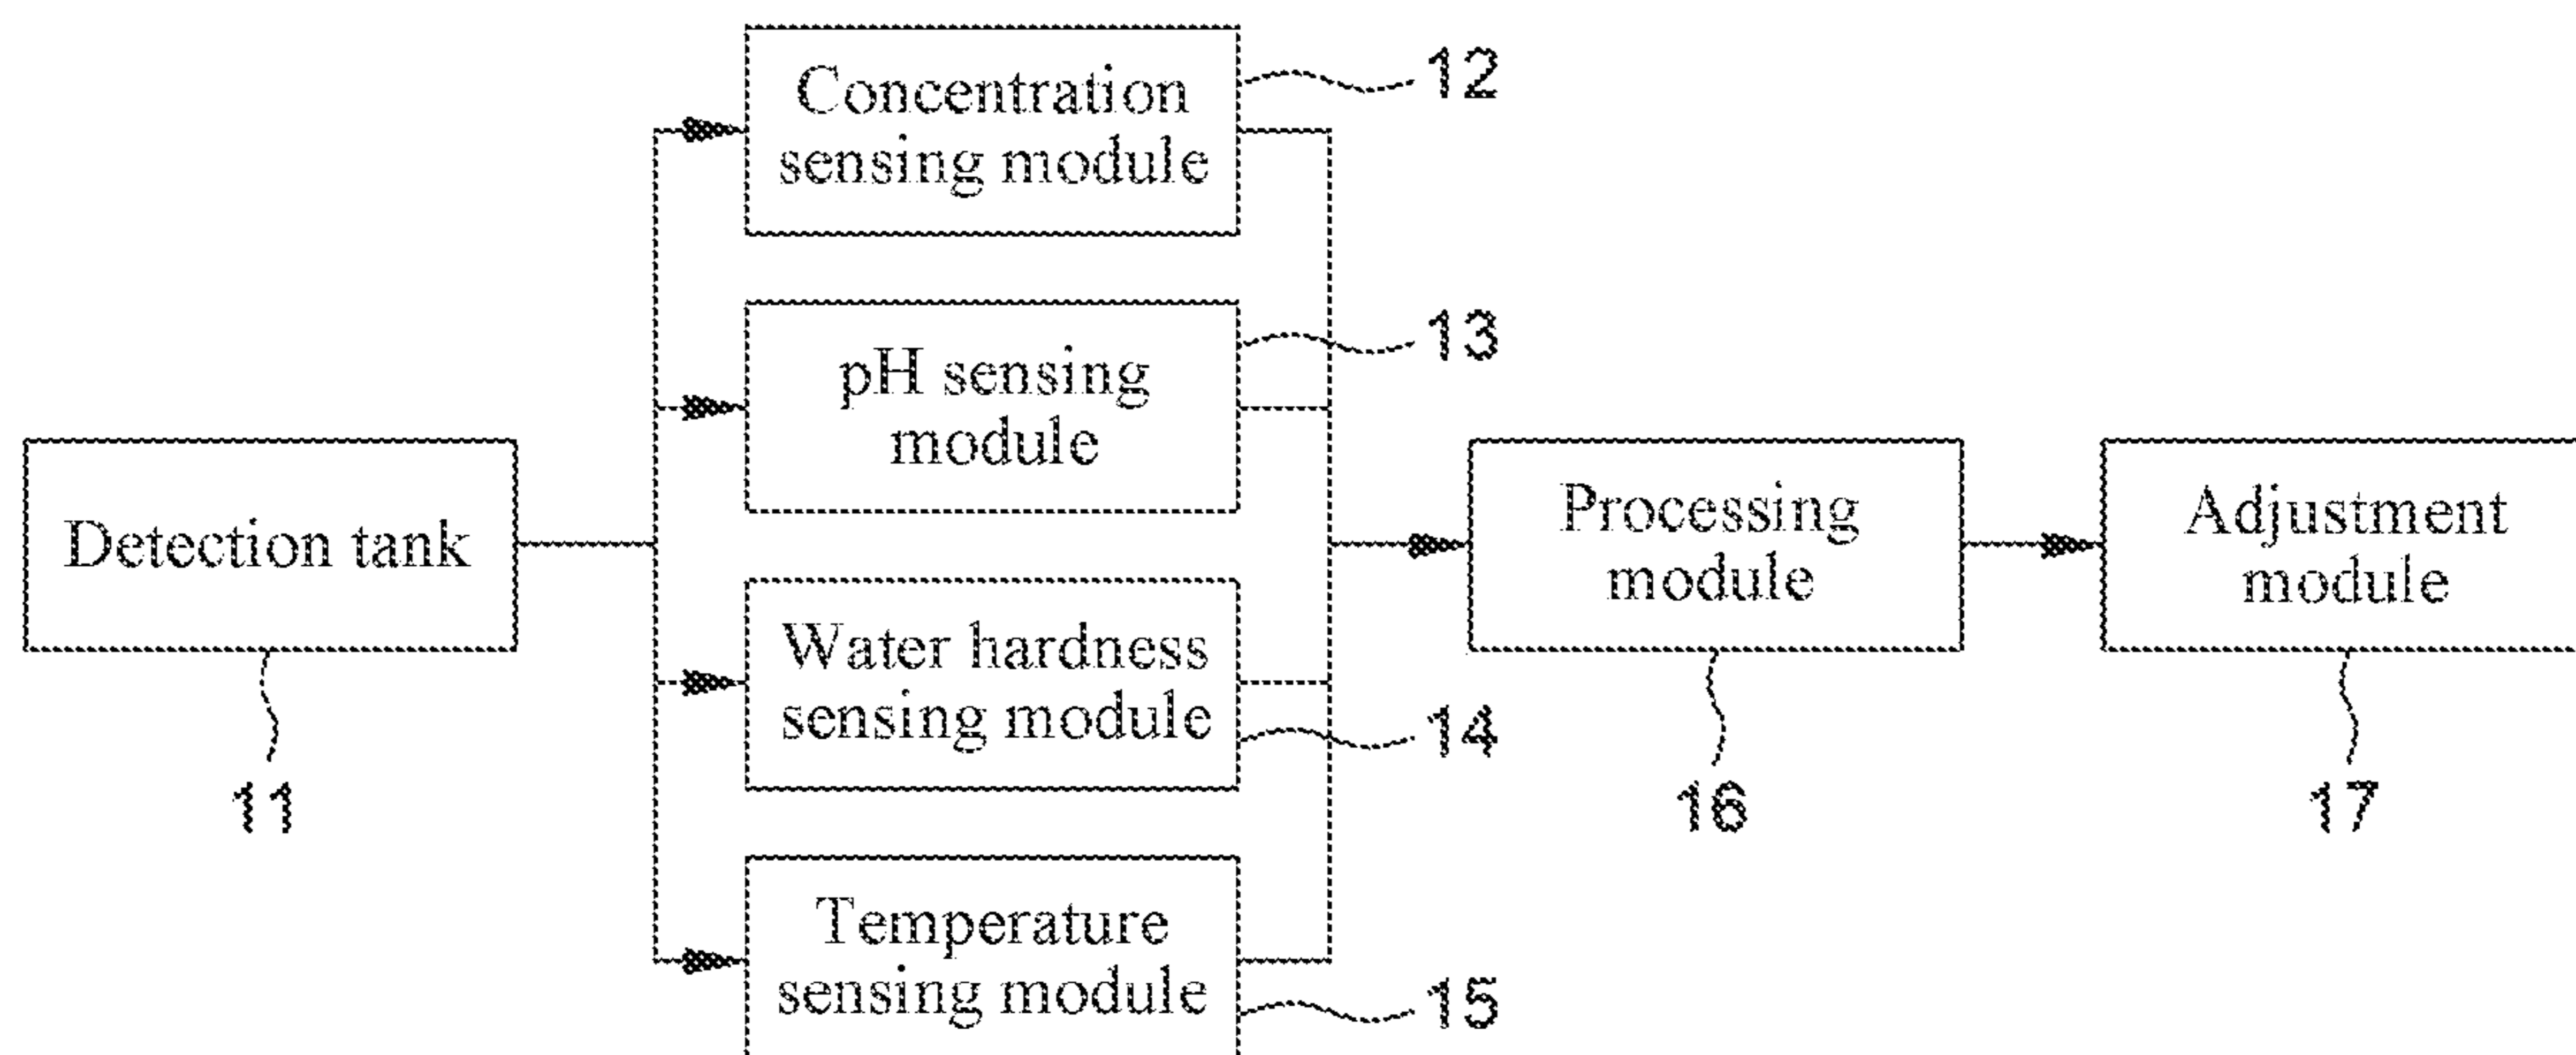 Concentration
sensing module
12
pH sensing
module
13
Detection tank
11
Water hardness
sensing module
14
Temperature
sensing module
15
Processing
module
16
Adjustment
module
17